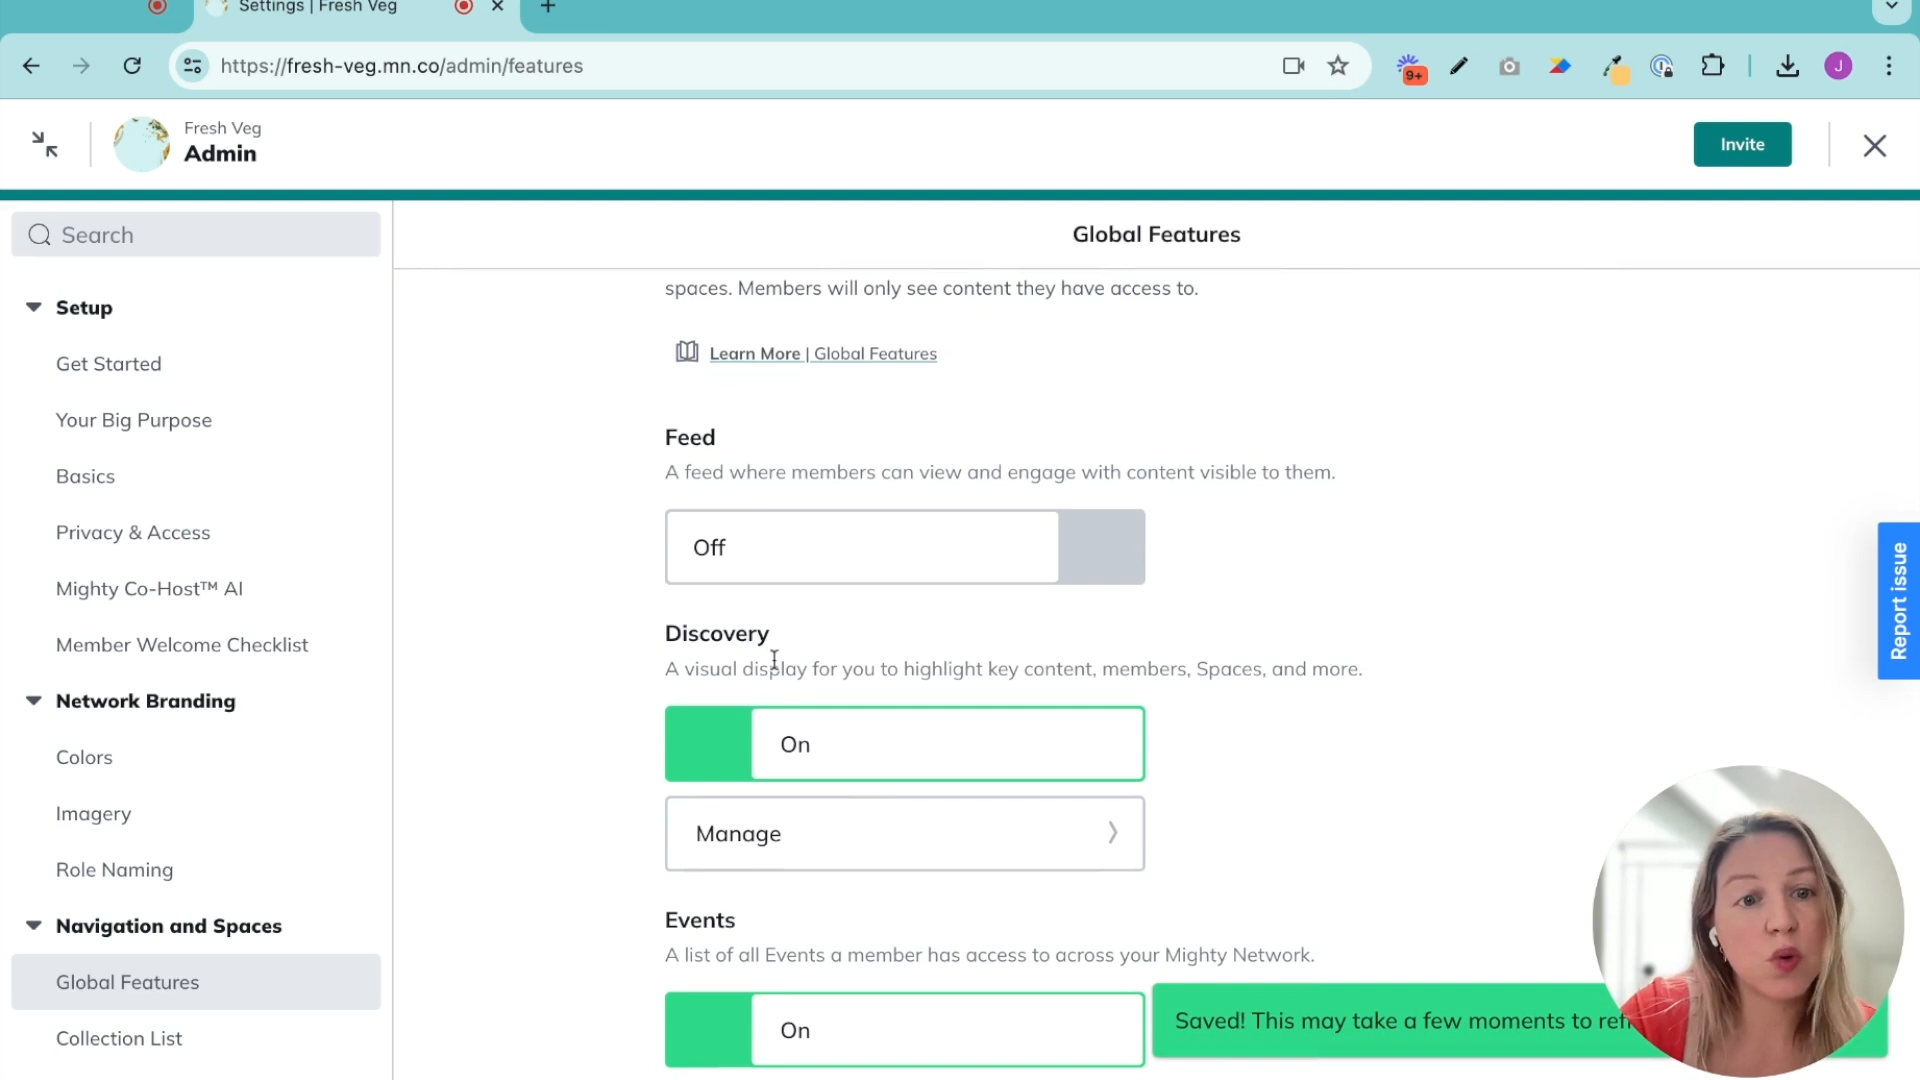 Settings | Fresh Veg
https://fresh-veg.mn.co/admin/features
9+
J
Fresh Veg
Admin
Invite
Search
Global Features
Setup
Get Started
Your Big Purpose
Basics
Privacy & Access
Mighty Co-Host™ AI
Member Welcome Checklist
Network Branding
Colors
Imagery
Role Naming
Navigation and Spaces
Global Features
Collection List
spaces. Members will only see content they have access to.
Learn More | Global Features
Feed
A feed where members can view and engage with content visible to them.
Off
Discovery
A visual display for you to highlight key content, members, Spaces, and more.
On
Manage
Events
A list of all Events a member has access to across your Mighty Network.
On
Saved! This may take a few moments to
Report issue